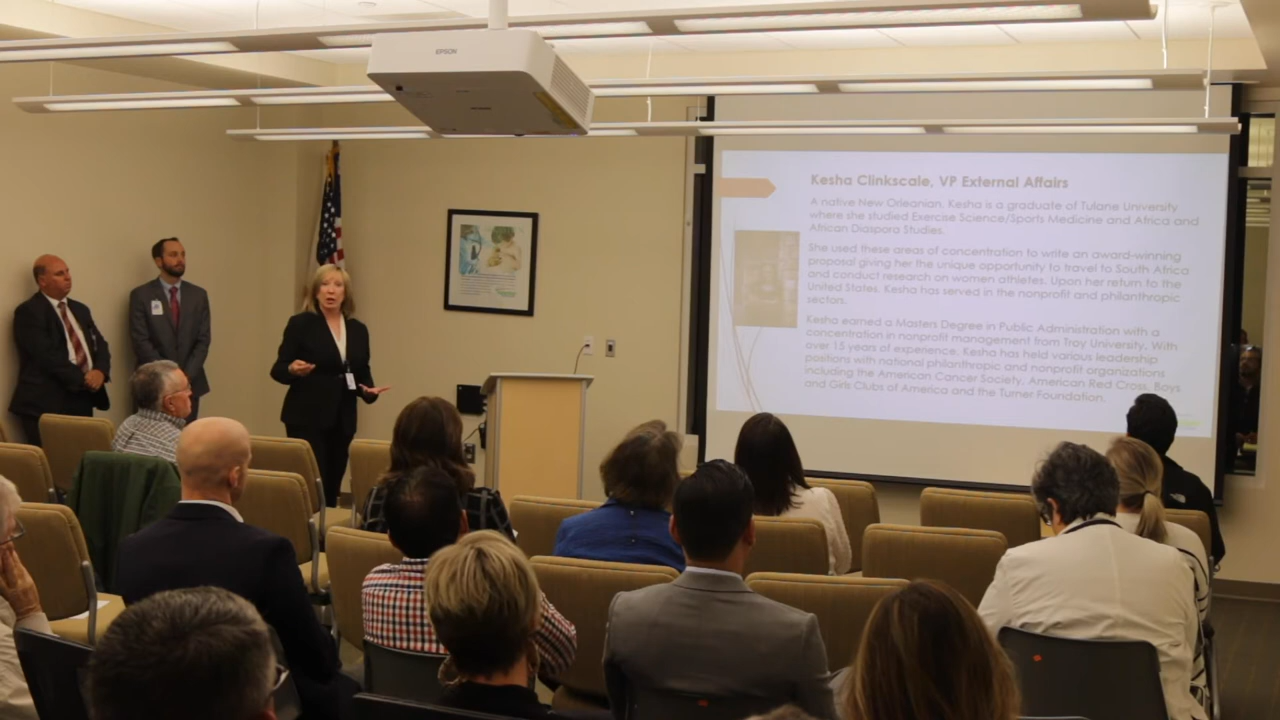 EPSON
Kesha Clinkscale, VP External Affairs
A native New Orleanian, Kesha is a graduate of Tulane University
where she studied Exercise Science/Sports Medicine and Africa and
African Diaspora Studies.
She used these areas of concentration to write an award-winning
proposal giving her the unique opportunity to travel to South Africa
and conduct research on women athletes. Upon her return to the
United States, Kesha has served in the nonprofit and philanthropic
sectors.
Kesha earned a Masters Degree in Public Administration with a
concentration in nonprofit management from Troy University. With
over 15 years of experience, Kesha has held various leadership
positions with national philanthropic and nonprofit organizations
including the American Cancer Society, American Red Cross, Boys
and Girls Clubs of America and the Turner Foundation.